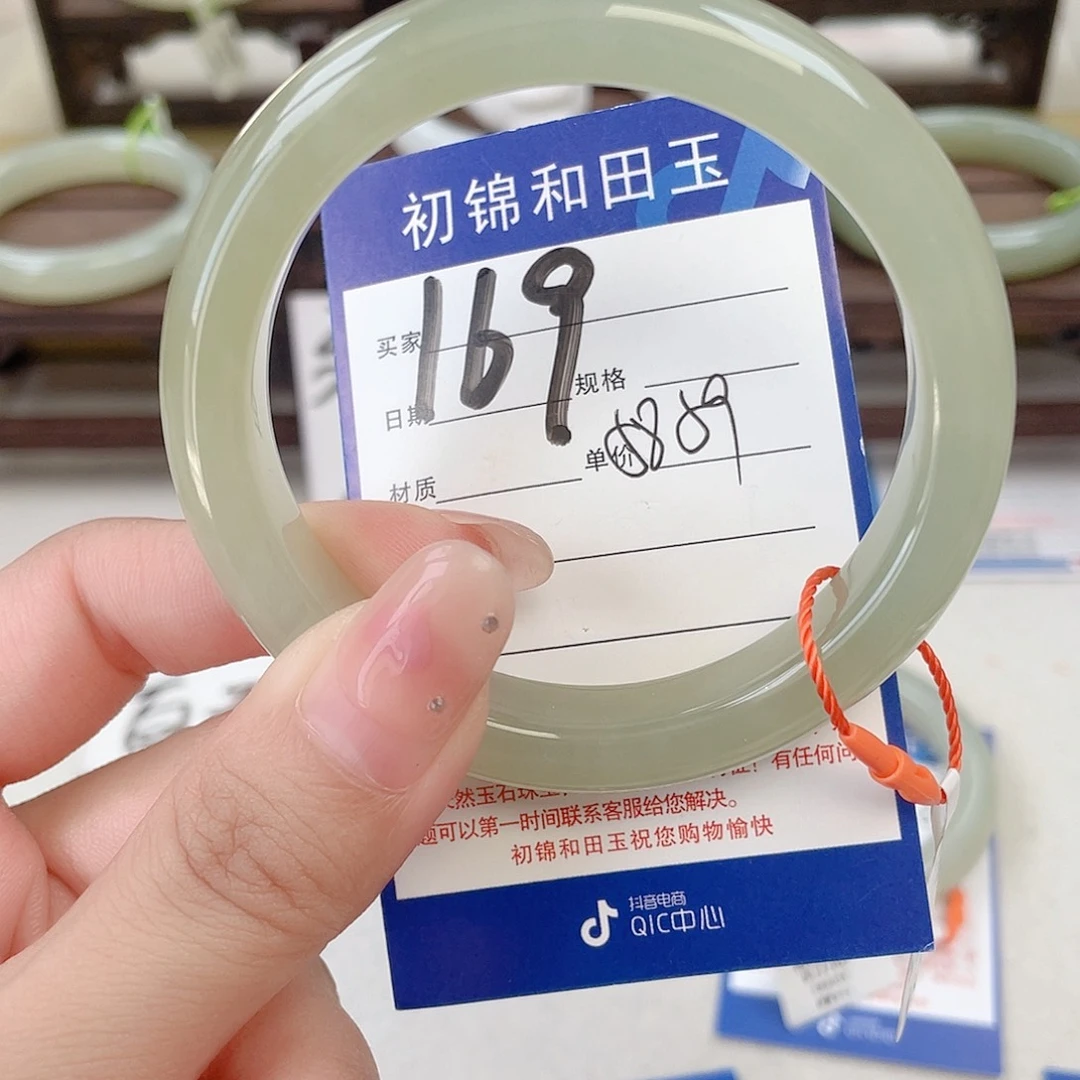 初锦和田玉
169
买家
规格
日期
单价
材质
有任何问
然玉石珠
题可以第一时间联系客服给您解决。
初锦和田玉祝您购物愉快
抖音电商
QIC中心